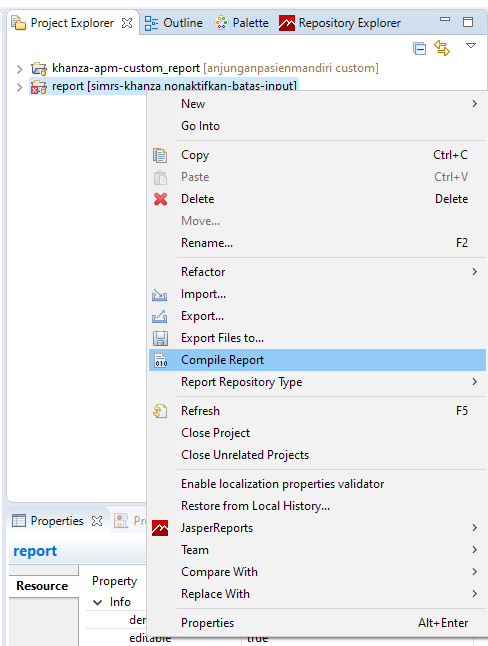 Project Explorer
Outline
Palette
Repository Explorer
khanza-apm-custom_report [anjunganpasienmandiri custom]
report [simrs-khanza nonaktifkan-batas-input]
New
Go Into
Copy Ctrl+C
Paste Ctrl+V
Delete Delete
Move...
Rename... F2
Refactor
Import...
Export...
Export Files to...
Compile Report
Report Repository Type
Refresh F5
Close Project
Close Unrelated Projects
Enable localization properties validator
Restore from Local History...
JasperReports
Team
Compare With
Replace With
Properties Alt+Enter
Properties
Pr
report
Resource
Property
Info
der
editable true